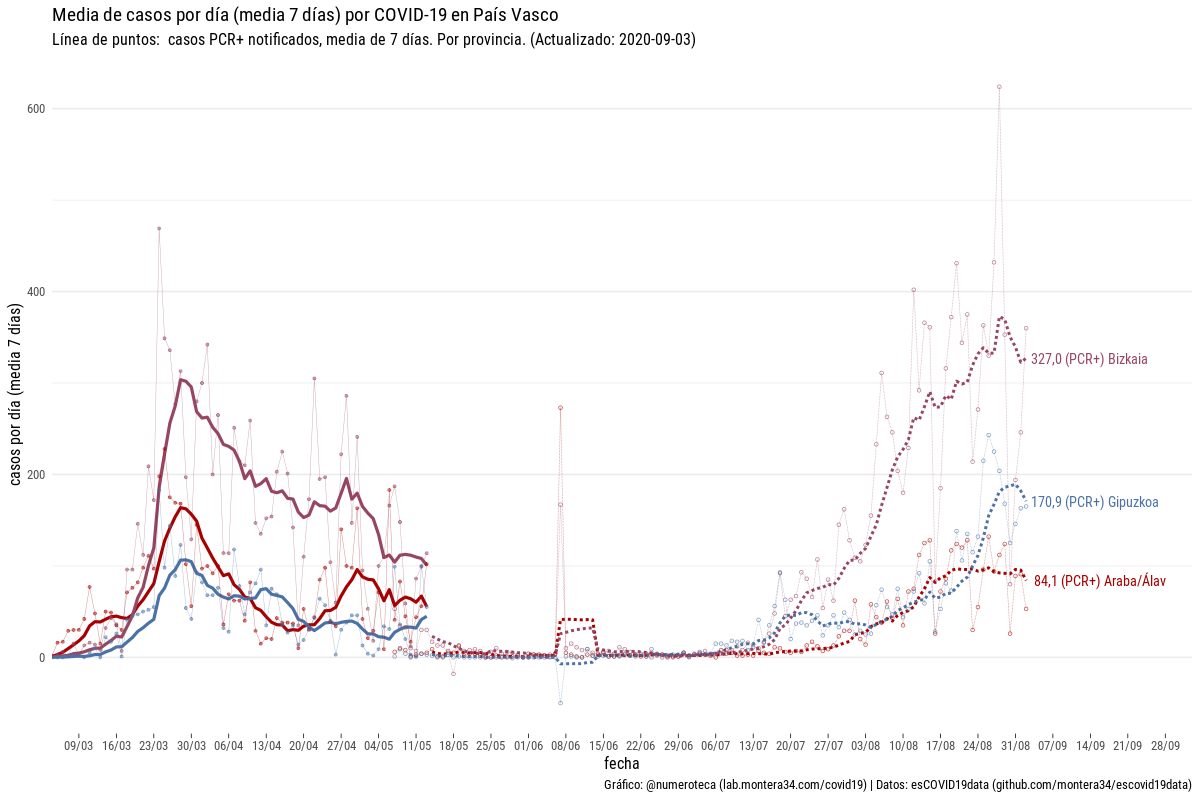 Media de casos por día (media 7 días) por COVID-19 en País Vasco
Línea de puntos:  casos PCR+ notificados, media de 7 días. Por provincia. (Actualizado: 2020-09-03)
casos por día (media 7 días)
600
400
200
0
327,0 (PCR+) Bizkaia
170,9 (PCR+) Gipuzkoa
84,1 (PCR+) Araba/Álav
09/03 16/03 23/03 30/03 06/04 13/04 20/04 27/04 04/05 11/05 18/05 25/05 01/06 08/06 15/06 22/06 29/06 06/07 13/07 20/07 27/07 03/08 10/08 17/08 24/08 31/08 07/09 14/09 21/09 28/09
fecha
Gráfico: @numeroteca (lab.montera34.com/covid19) | Datos: esCOVID19data (github.com/montera34/escovid19data)